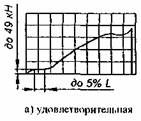 до 49 кН
до 5% L
а) удовлетворительная